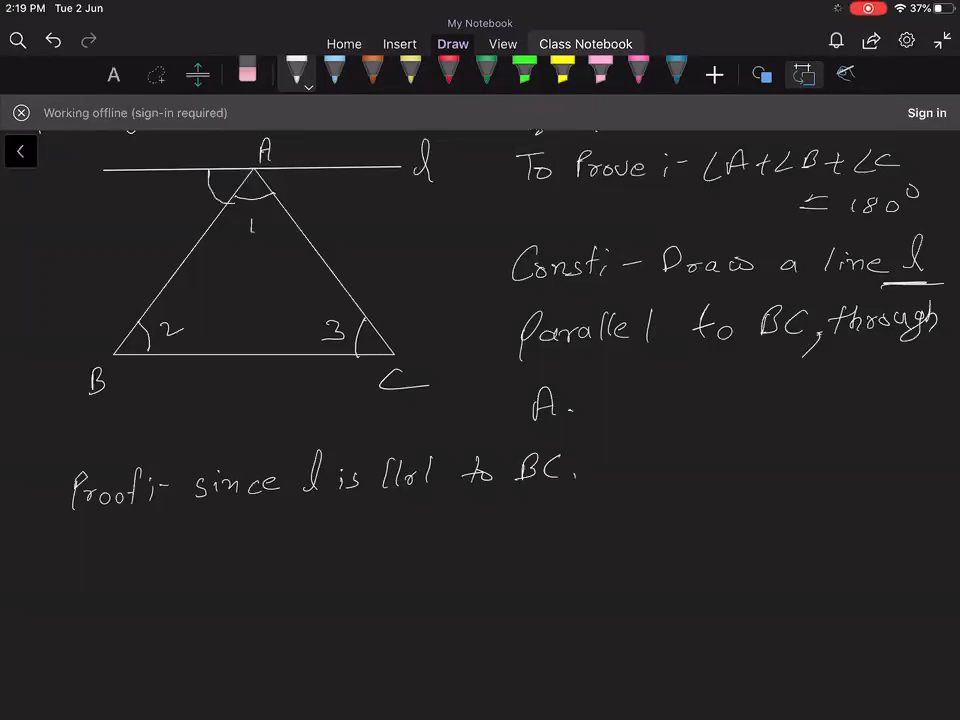 2:19 PM Tue 2 Jun
37%
My Notebook
Home Insert Draw View Class Notebook
A
Working offline (sign-in required)
Sign in
A
l
1
2
3
B
C
To Prove :- ∠A+∠B+∠C
= 180°
Const:- Draw a line l
parallel to BC, through
A.
Proof:- since l is ||rl to BC.